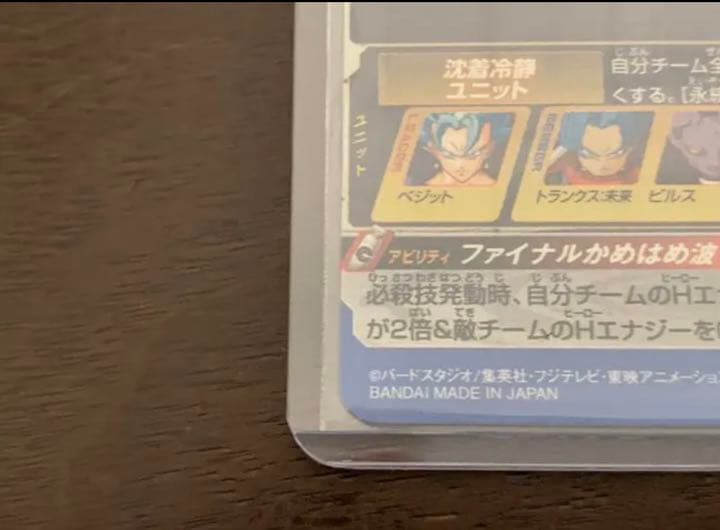 沈着冷静
ユニット
自分チーム全
くする。[永続
ユニット
ベジット
トランクス:未来
ビルス
アビリティ ファイナルかめはめ波
必殺技発動時、自分チームのHエ
が2倍&敵チームのHエナジーを
©バードスタジオ/集英社・フジテレビ・東映アニメーショ
BANDAI MADE IN JAPAN